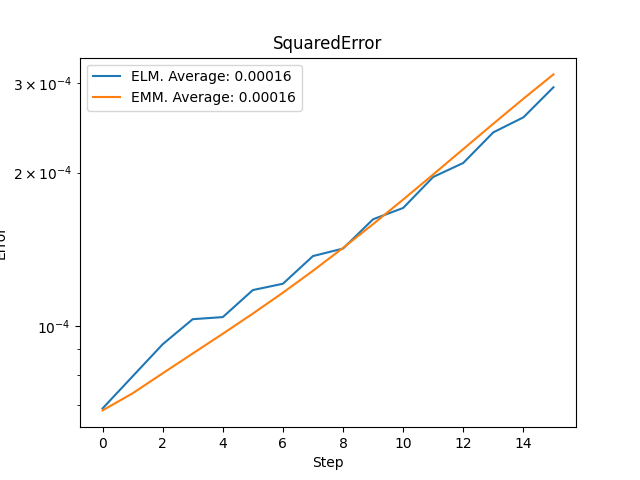 SquaredError
ELM. Average: 0.00016
EMM. Average: 0.00016
3 × 10⁻⁴
2 × 10⁻⁴
10⁻⁴
Error
0 2 4 6 8 10 12 14
Step